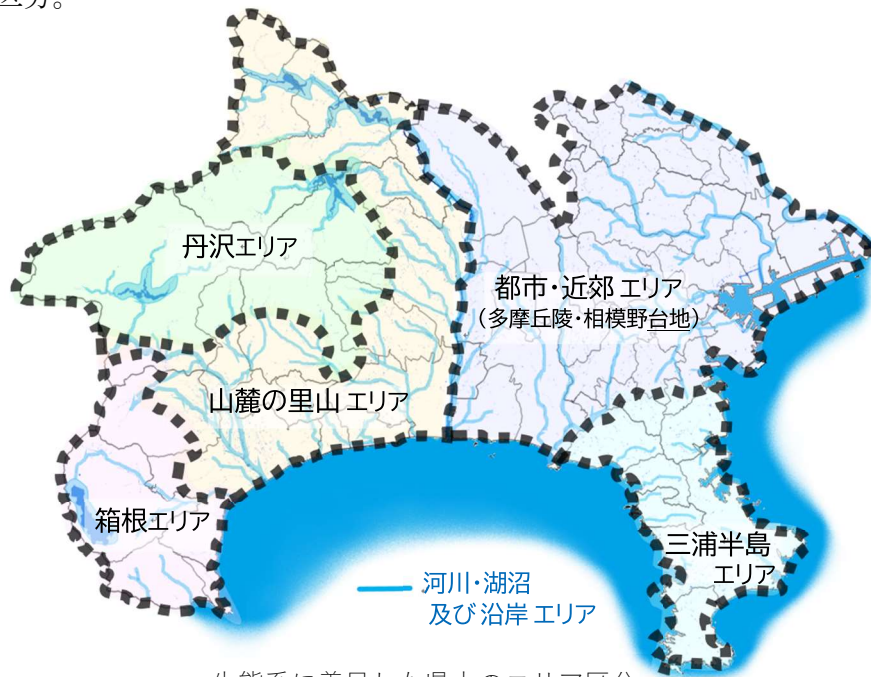 丹沢エリア
都市・近郊 エリア
(多摩丘陵・相模野台地)
山麓の里山 エリア
箱根エリア
三浦半島
エリア
河川・湖沼
及び沿岸 エリア